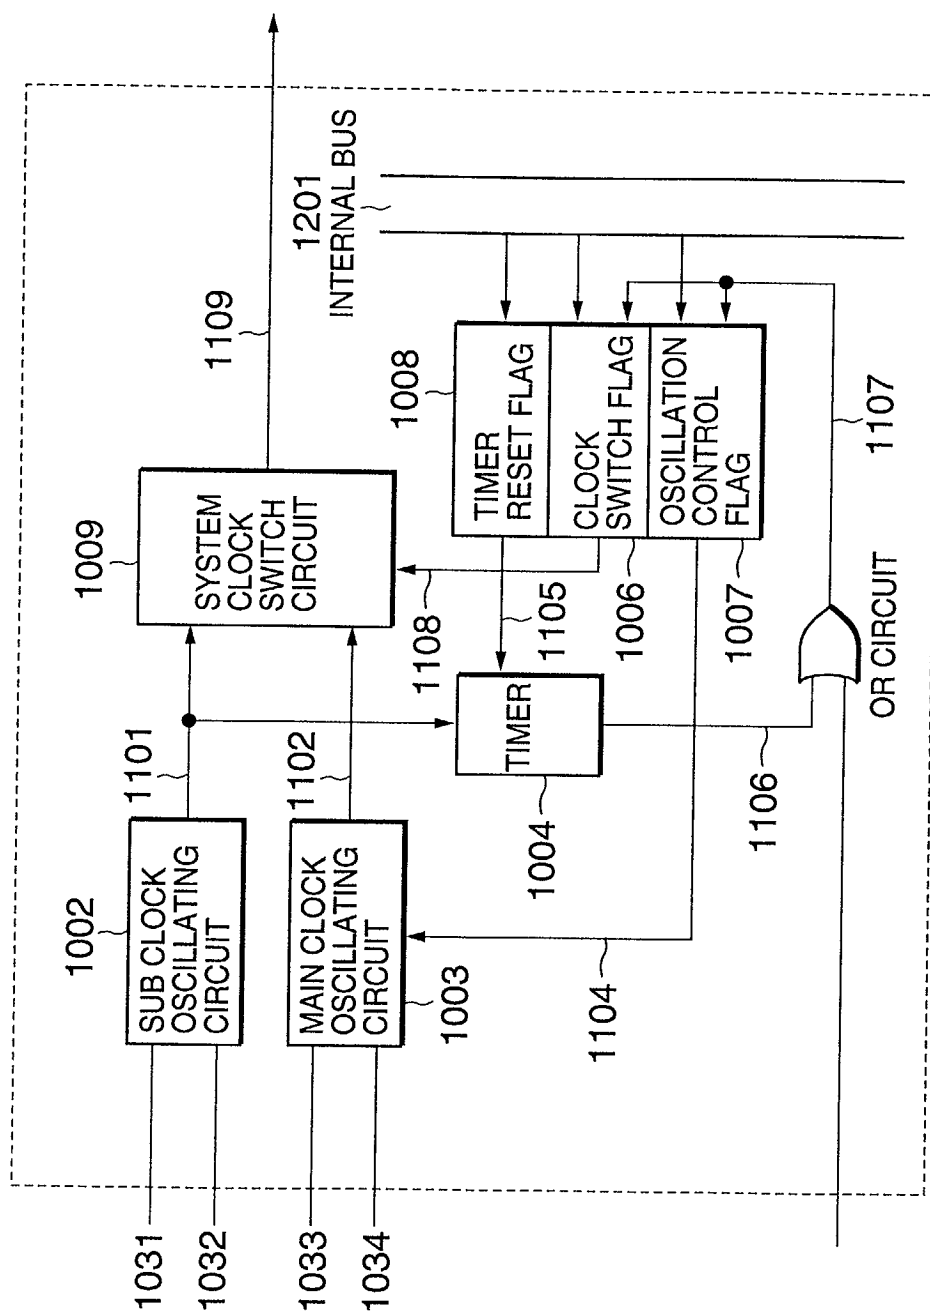 1031
1032
1033
1034
1002
SUB CLOCK
OSCILLATING
CIRCUIT
MAIN CLOCK
OSCILLATING
CIRCUIT
1003
1101
1102
1009
SYSTEM
CLOCK
SWITCH
CIRCUIT
1109
1201
INTERNAL BUS
1108
1004
TIMER
1105
1008
TIMER
RESET FLAG
CLOCK
SWITCH FLAG
OSCILLATION
CONTROL
FLAG
1006
1007
1104
1106
OR CIRCUIT
1107